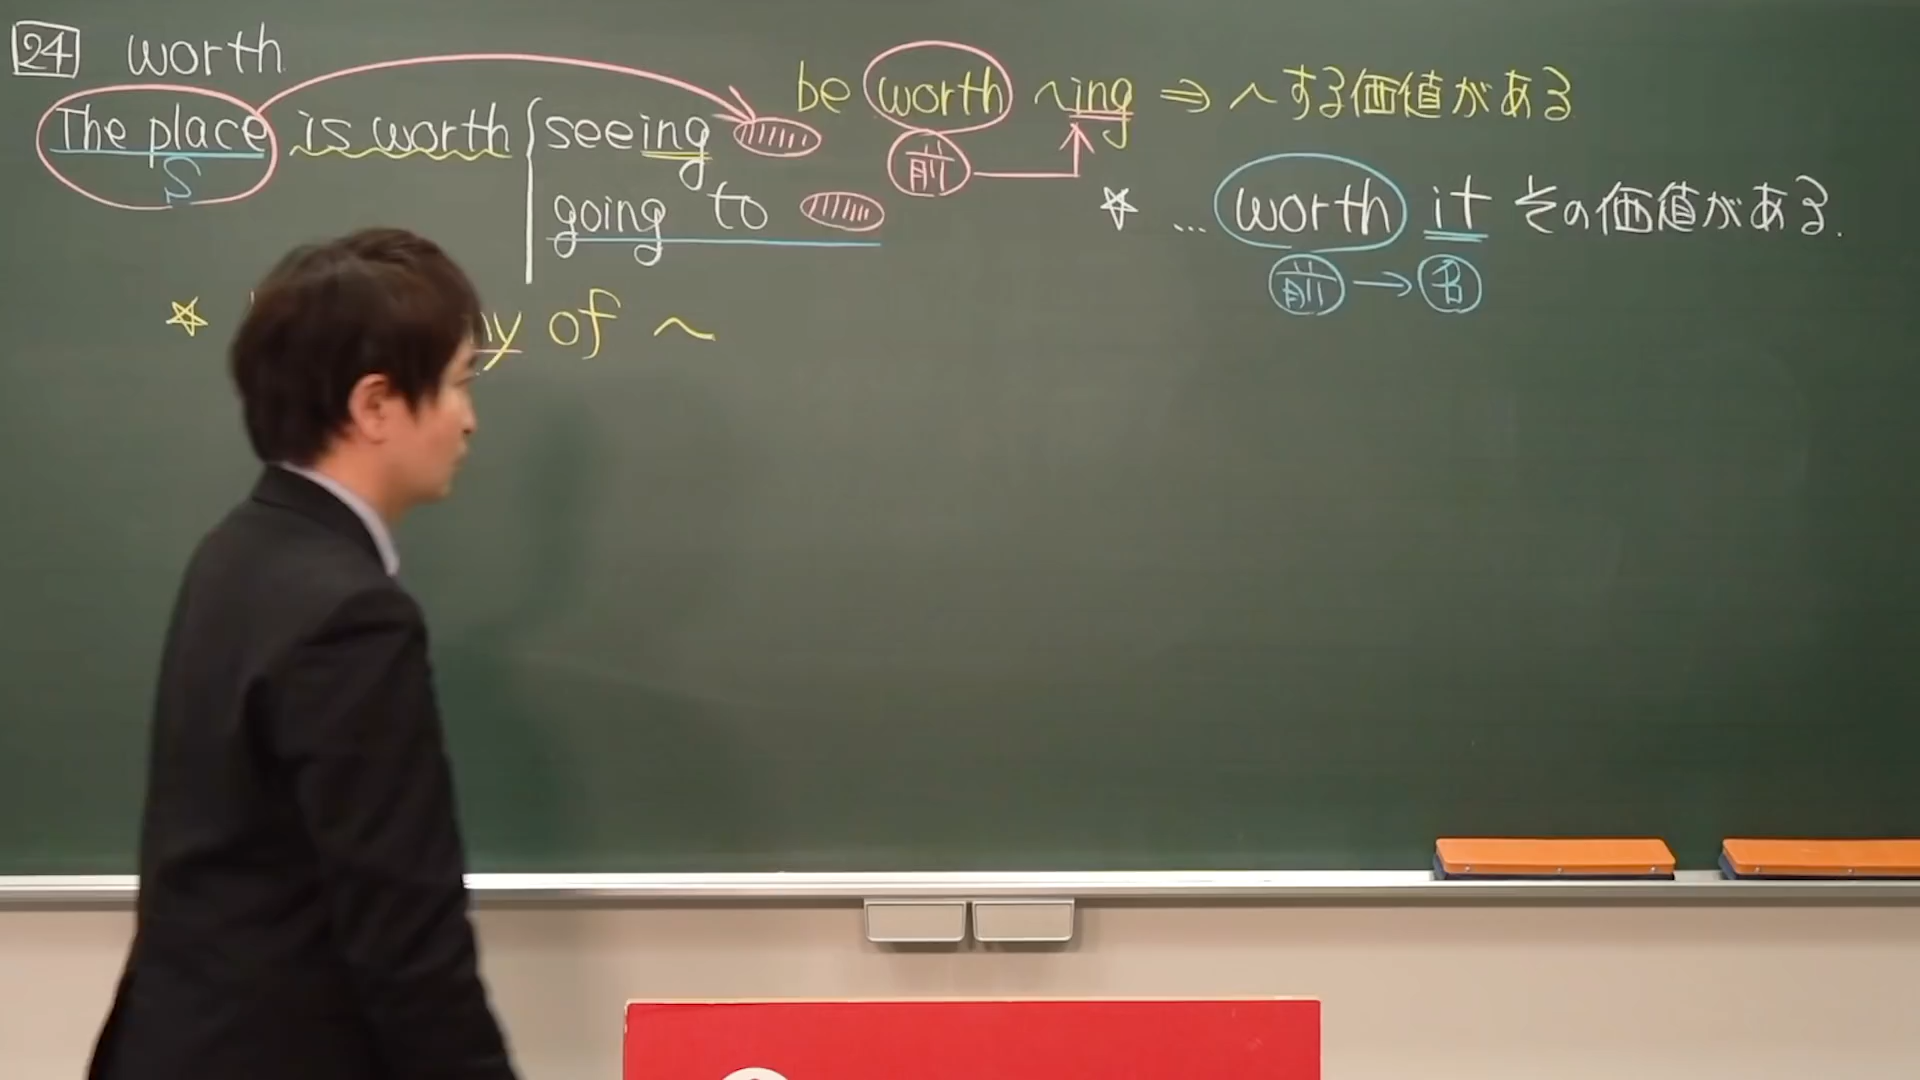 24 worth
The place is worth seeing
S
going to
be worth ~ing ⇒ ~する価値がある
前
☆ … worth it その価値がある.
前 → 名
☆ of ~